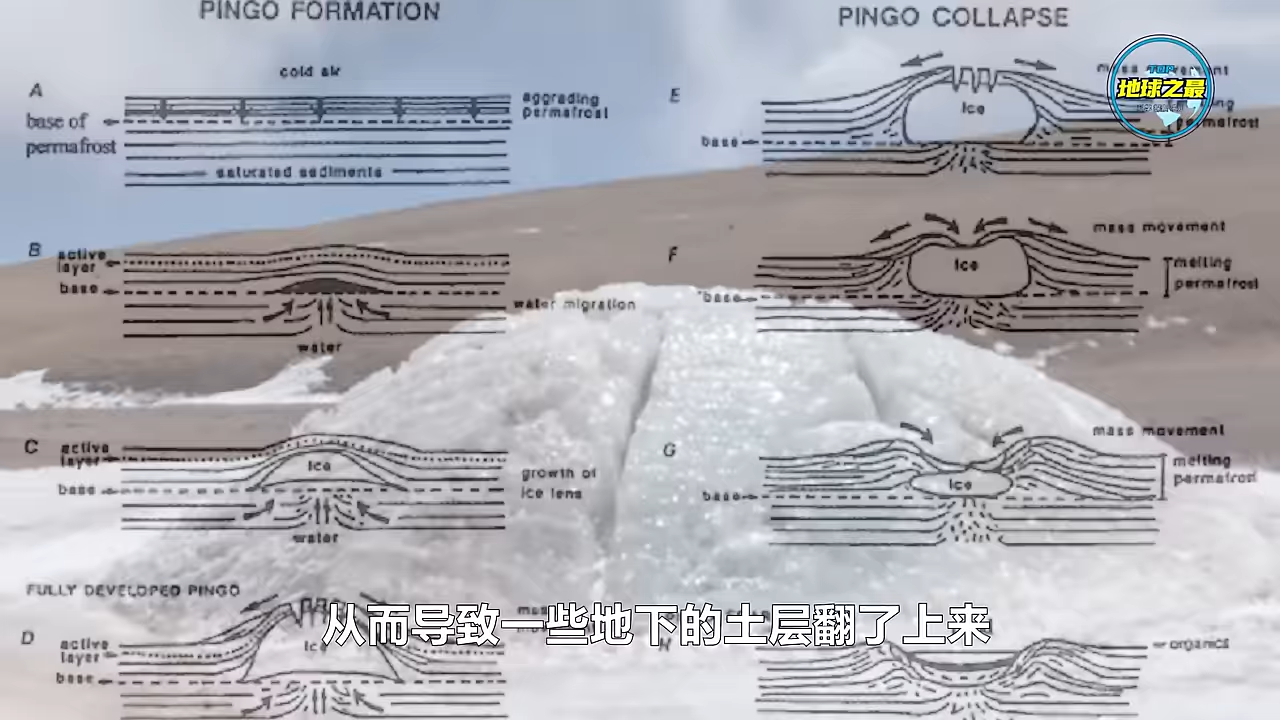 PINGO FORMATION
cold air
A
aggrading
permafrost
base of
permafrost
saturated sediments
B
active
layer
base
water migration
water
C
active
layer
Ice
base
growth of
ice lens
water
FULLY DEVELOPED PINGO
D
active
layer
Ice
base
PINGO COLLAPSE
TOP
地球之最
E
Ice
base
permafrost
F
mass movement
Ice
melting
permafrost
base
G
mass movement
Ice
melting
permafrost
base
H
organics
从而导致一些地下的土层翻了上来